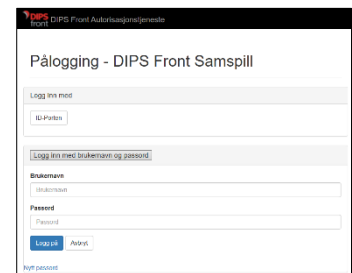 DIPS
front
DIPS Front Autorisasjonstjeneste
Pålogging - DIPS Front Samspill
Logg inn med
ID-Porten
Logg inn med brukernavn og passord
Brukernavn
Brukernavn
Passord
Passord
Logg på
Avbryt
Nytt passord